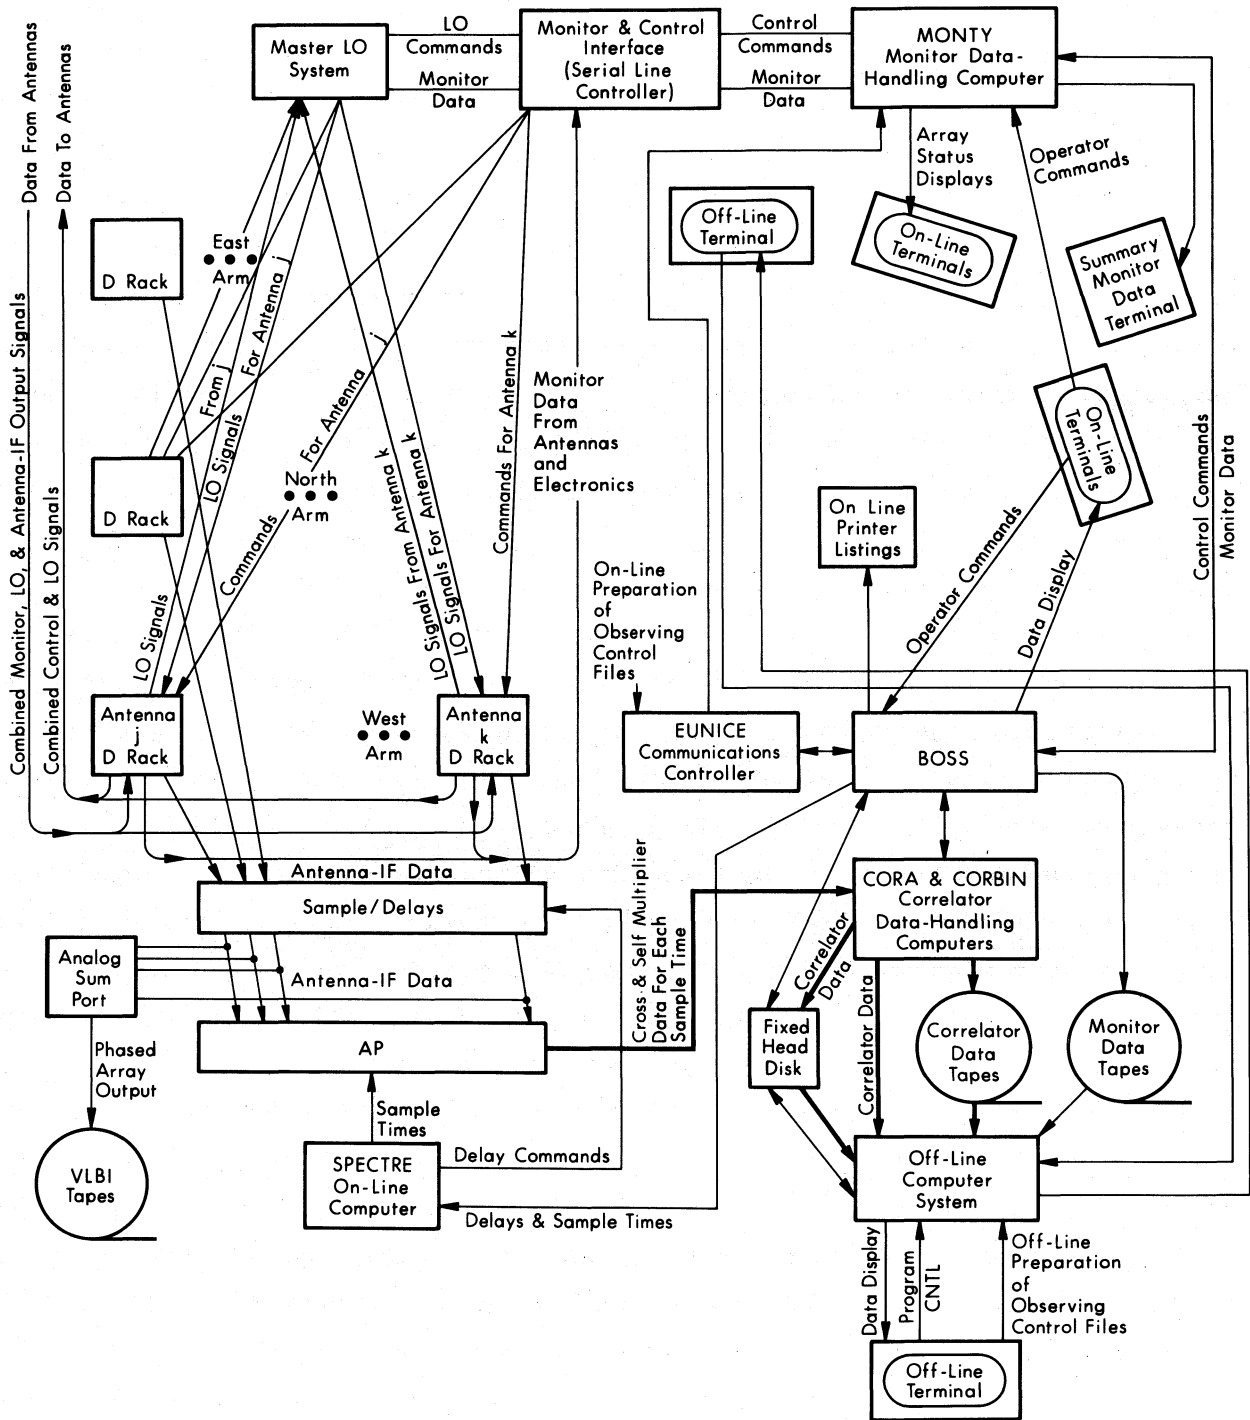 Data From Antennas
Data To Antennas
Combined Monitor, LO, & Antenna-IF Output Signals
Combined Control & LO Signals
Master LO
System
LO
Commands
Monitor
Data
Monitor & Control
Interface
(Serial Line
Controller)
Control
Commands
Monitor
Data
MONTY
Monitor Data-
Handling Computer
Array
Status
Displays
Operator
Commands
Off-Line
Terminal
On-Line
Terminals
Summary
Monitor
Data
Terminal
D Rack
East
Arm
For Antenna j
From j
LO Signals
For Antenna j
Commands
North
Arm
D Rack
LO Signals
LO Signals From Antenna k
LO Signals For Antenna k
Commands For Antenna k
Monitor
Data
From
Antennas
and
Electronics
On-Line
Terminals
Control Commands
Monitor Data
On Line
Printer
Listings
Operator Commands
Data Display
On-Line
Preparation
of
Observing
Control
Files
Antenna
j
D Rack
West
Arm
Antenna
k
D Rack
EUNICE
Communications
Controller
BOSS
Antenna-IF Data
Sample/Delays
Analog
Sum
Port
Antenna-IF Data
AP
Cross & Self Multiplier
Data For Each
Sample Time
CORA & CORBIN
Correlator
Data-Handling
Computers
Correlator
Data
Correlator Data
Fixed
Head
Disk
Correlator
Data
Tapes
Monitor
Data
Tapes
Phased
Array
Output
VLBI
Tapes
Sample
Times
SPECTRE
On-Line
Computer
Delay Commands
Delays & Sample Times
Off-Line
Computer
System
Data Display
Program
CNTL
Off-Line
Preparation
of
Observing
Control Files
Off-Line
Terminal